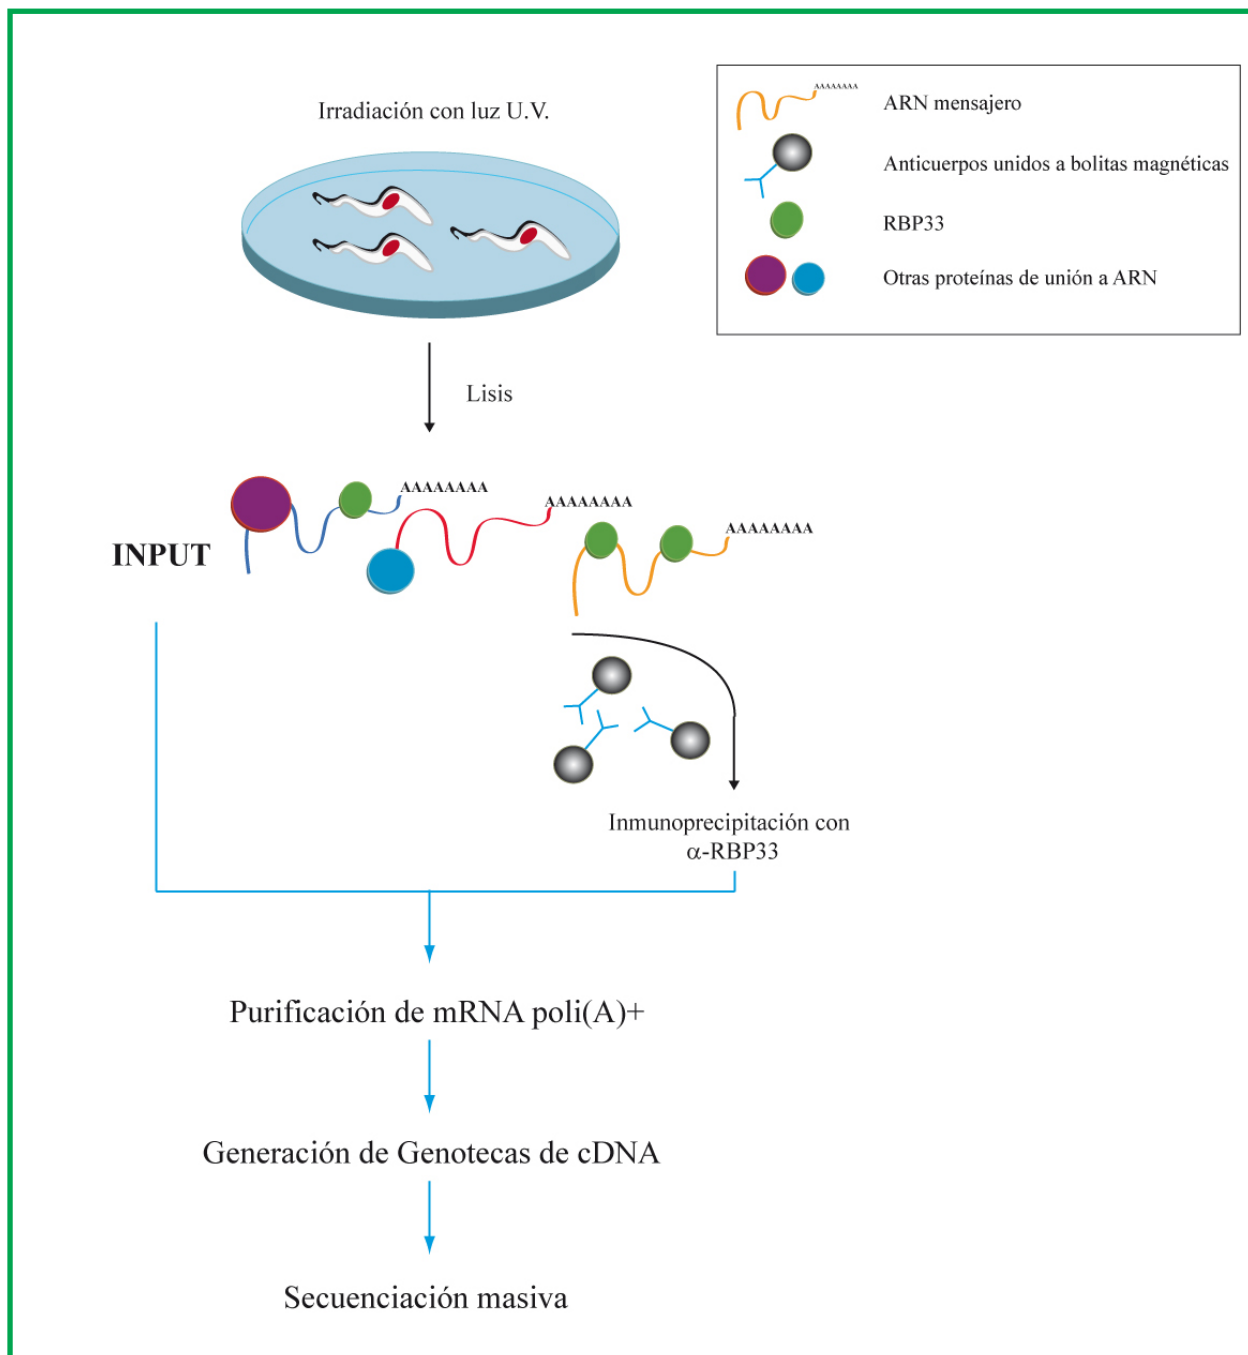 Irradiación con luz U.V.
AAAAAAAA
ARN mensajero
Anticuerpos unidos a bolitas magnéticas
RBP33
Otras proteínas de unión a ARN
Lisis
AAAAAAAA
AAAAAAAA
AAAAAAAA
INPUT
Inmunoprecipitación con
α-RBP33
Purificación de mRNA poli(A)+
Generación de Genotecas de cDNA
Secuenciación masiva